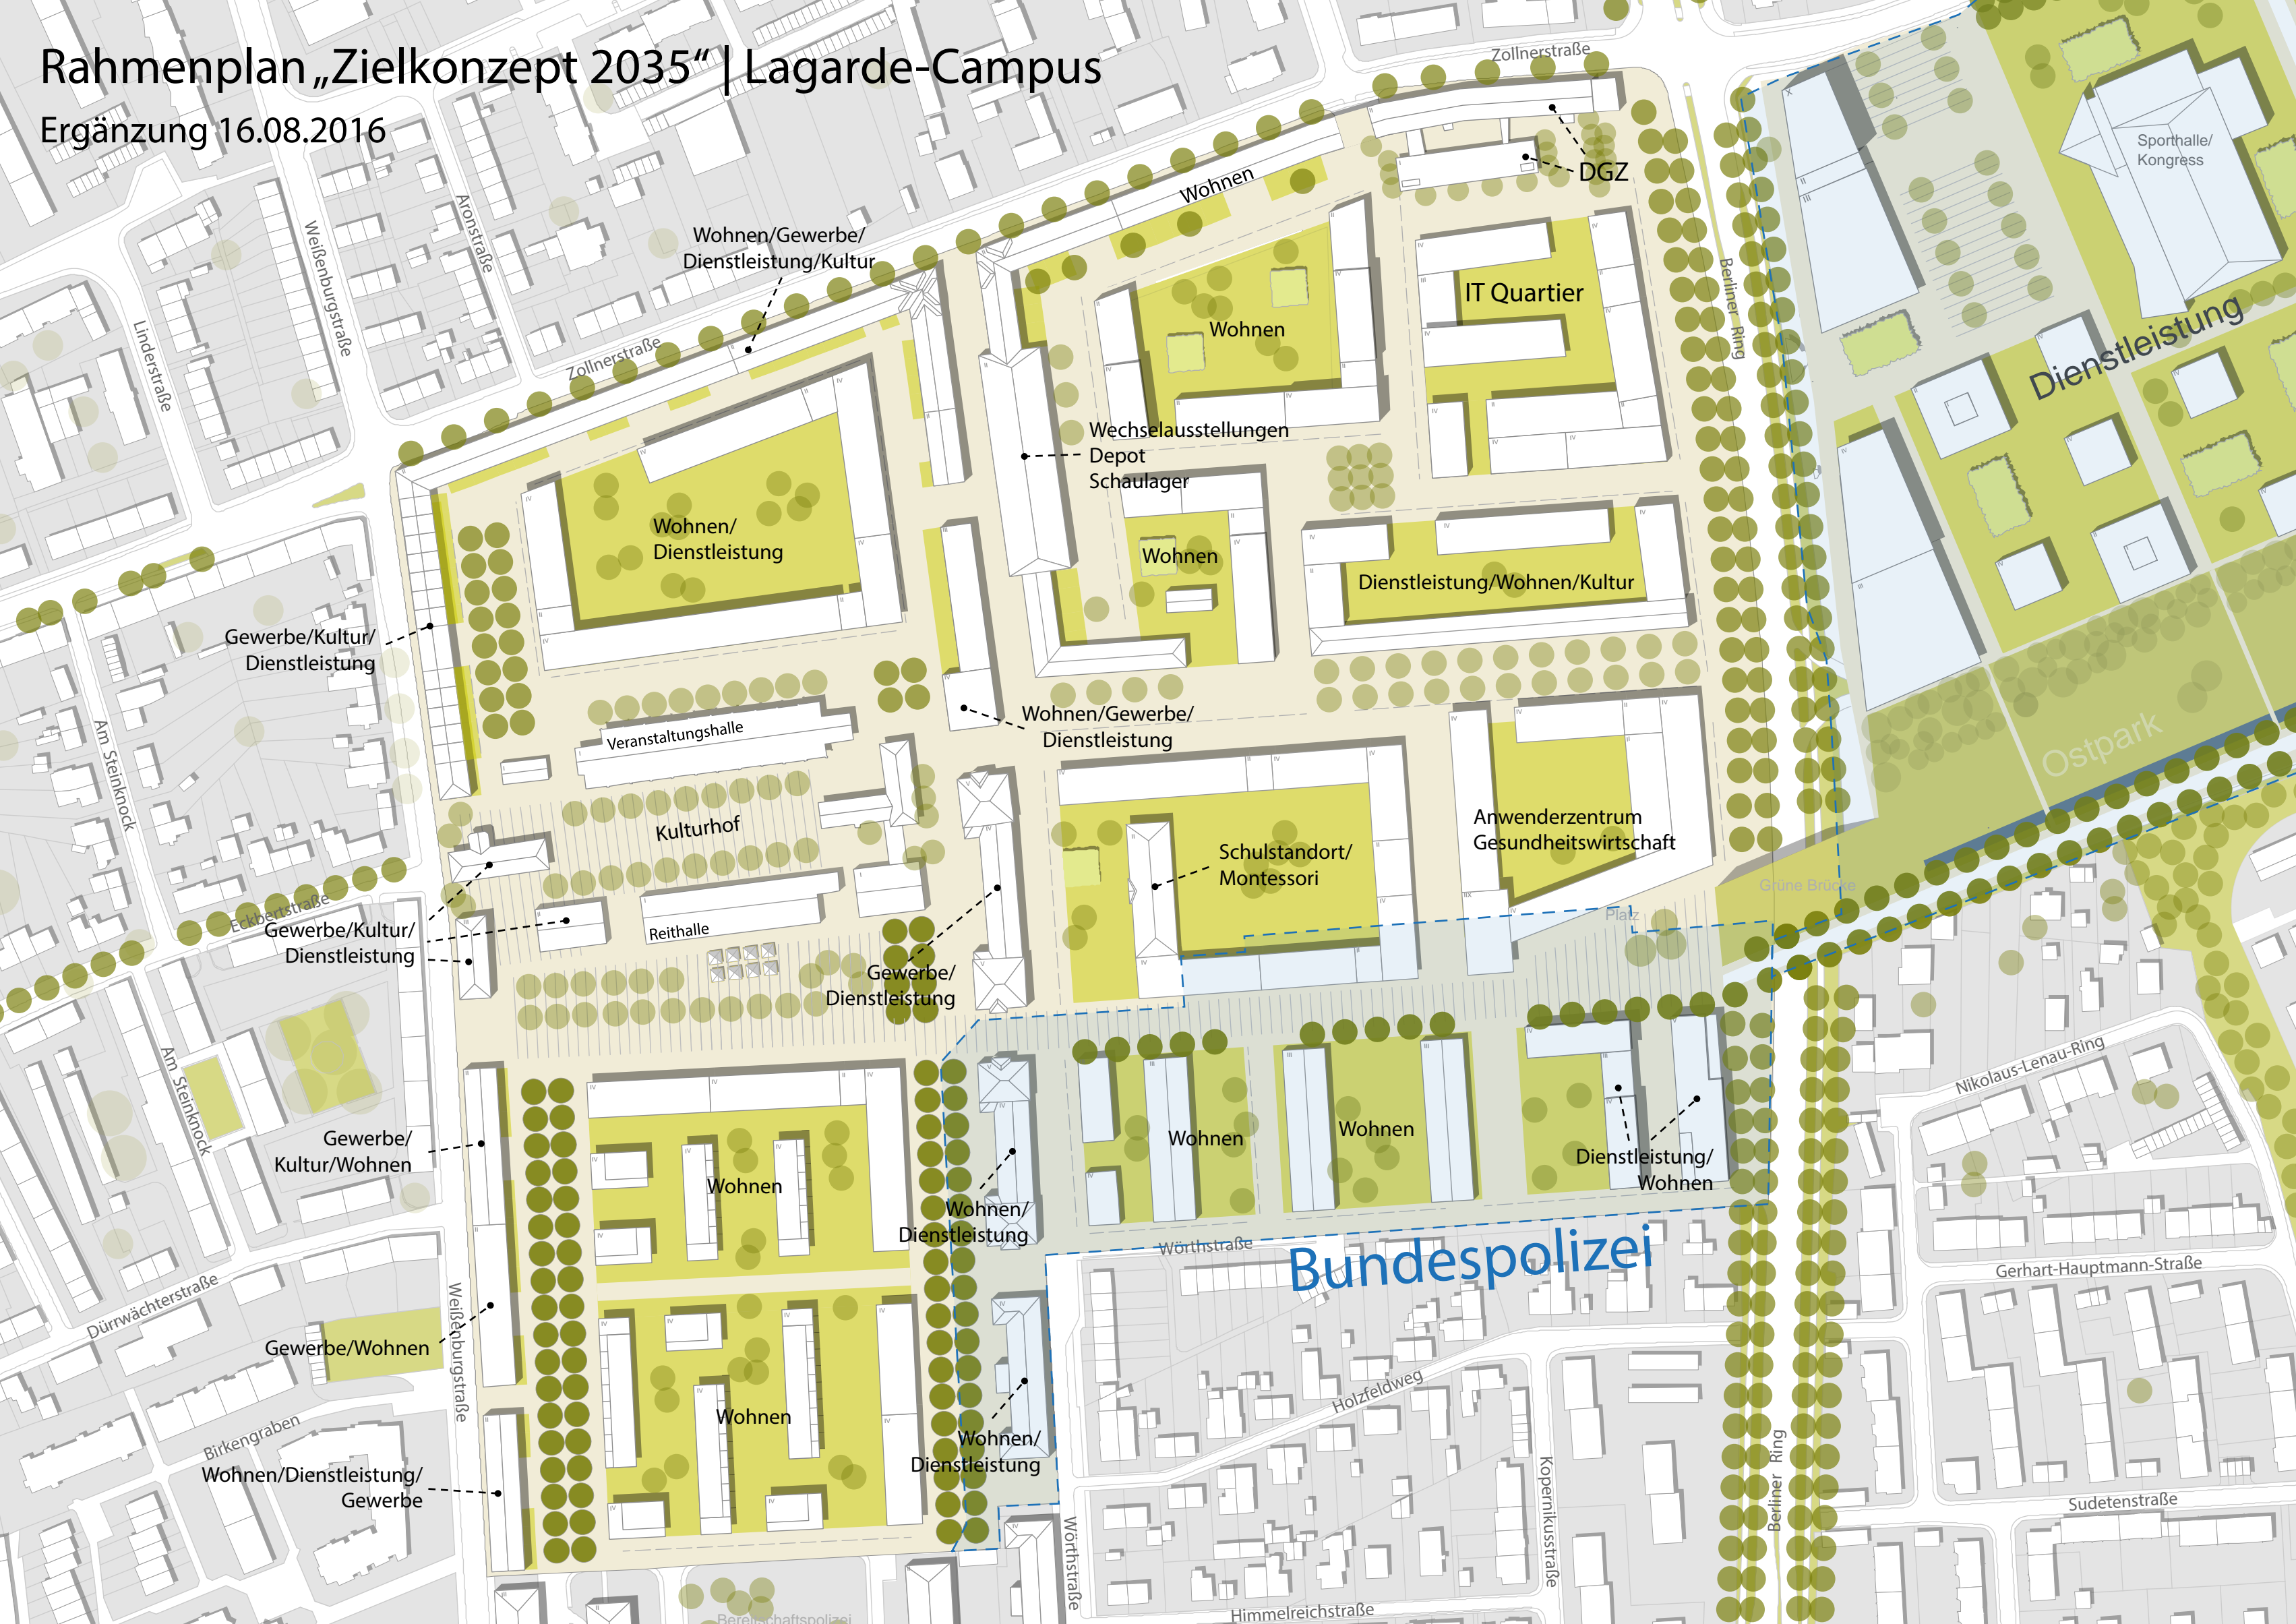 Rahmenplan „Zielkonzept 2035“ | Lagarde-Campus
Ergänzung 16.08.2016
Zollnerstraße
DGZ
Sporthalle/
Kongress
Wohnen
Weißenburgstraße
Aronstraße
Wohnen/Gewerbe/
Dienstleistung/Kultur
Lindenstraße
Zollnerstraße
IT Quartier
Wohnen
Berliner Ring
Dienstleistung
Wechselausstellungen
Depot
Schaulager
Wohnen/
Dienstleistung
Wohnen
Dienstleistung/Wohnen/Kultur
Gewerbe/Kultur/
Dienstleistung
Wohnen/Gewerbe/
Dienstleistung
Veranstaltungshalle
Am Steinknock
Ostpark
Kulturhof
Anwenderzentrum
Gesundheitswirtschaft
Schulstandort/
Montessori
Grüne Brücke
Platz
Eckbertstraße
Gewerbe/Kultur/
Dienstleistung
Reithalle
Gewerbe/
Dienstleistung
Am Steinknock
Nikolaus-Lenau-Ring
Gewerbe/
Kultur/Wohnen
Wohnen
Wohnen
Wohnen
Dienstleistung/
Wohnen
Wohnen/
Dienstleistung
Wörthstraße
Bundespolizei
Gerhart-Hauptmann-Straße
Dürrwächterstraße
Weißenburgstraße
Gewerbe/Wohnen
Holzfeldweg
Wohnen
Birkengraben
Wohnen/
Dienstleistung
Wohnen/Dienstleistung/
Gewerbe
Kopernikusstraße
Berliner Ring
Sudetenstraße
Wörthstraße
Himmelreichstraße
Bereitschaftspolizei